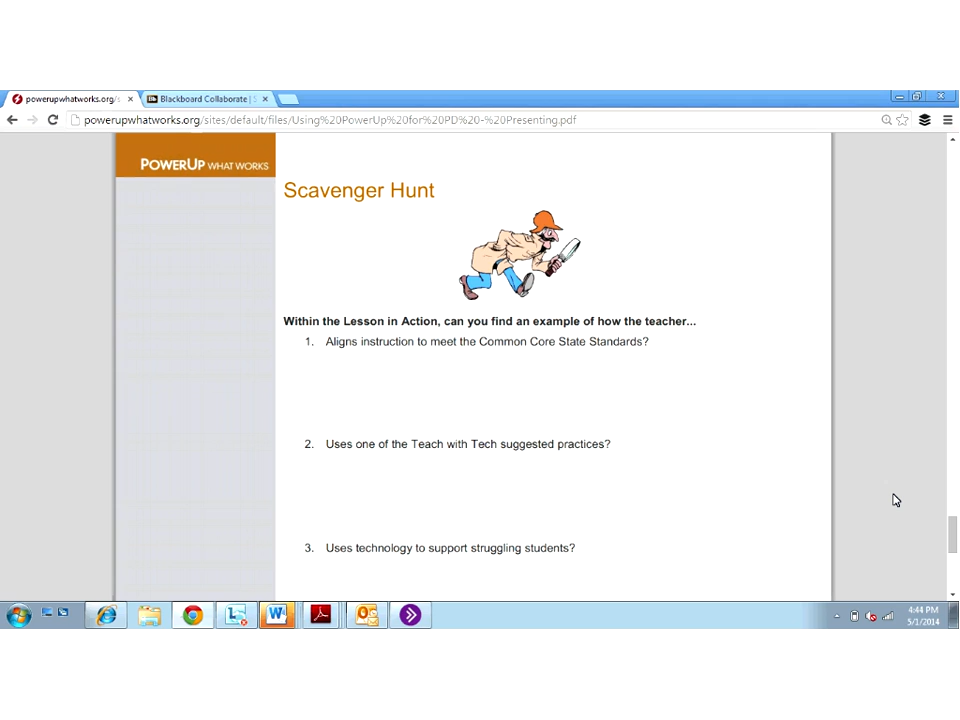 powerupwhatworks.org/s
Blackboard Collaborate |
powerupwhatworks.org/sites/default/files/Using%20PowerUp%20for%20PD%20-%20Presenting.pdf
POWERUP WHAT WORKS
Scavenger Hunt
Within the Lesson in Action, can you find an example of how the teacher...
1. Aligns instruction to meet the Common Core State Standards?
2. Uses one of the Teach with Tech suggested practices?
3. Uses technology to support struggling students?
4:44 PM
5/1/2014